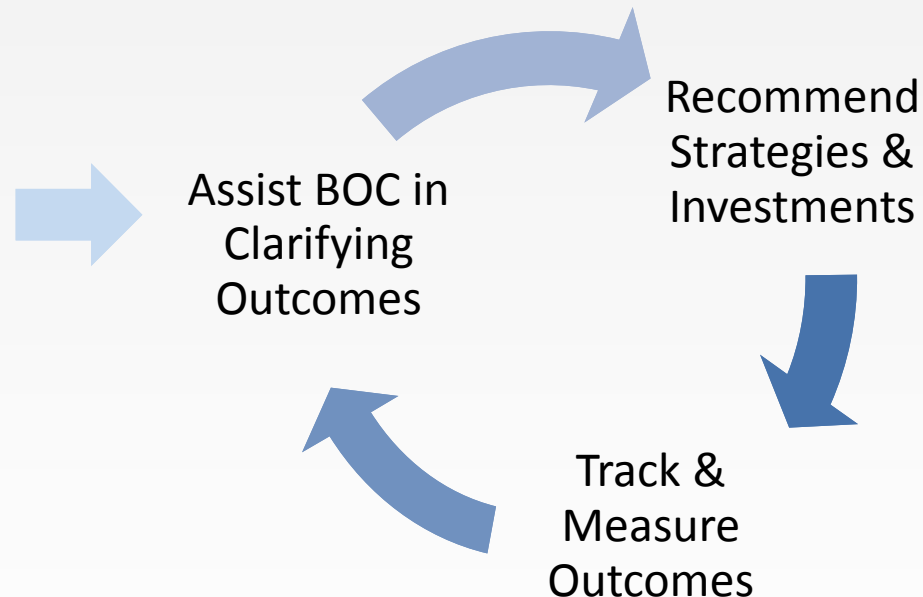 Assist BOC in
Clarifying
Outcomes
Recommend
Strategies &
Investments
Track &
Measure
Outcomes